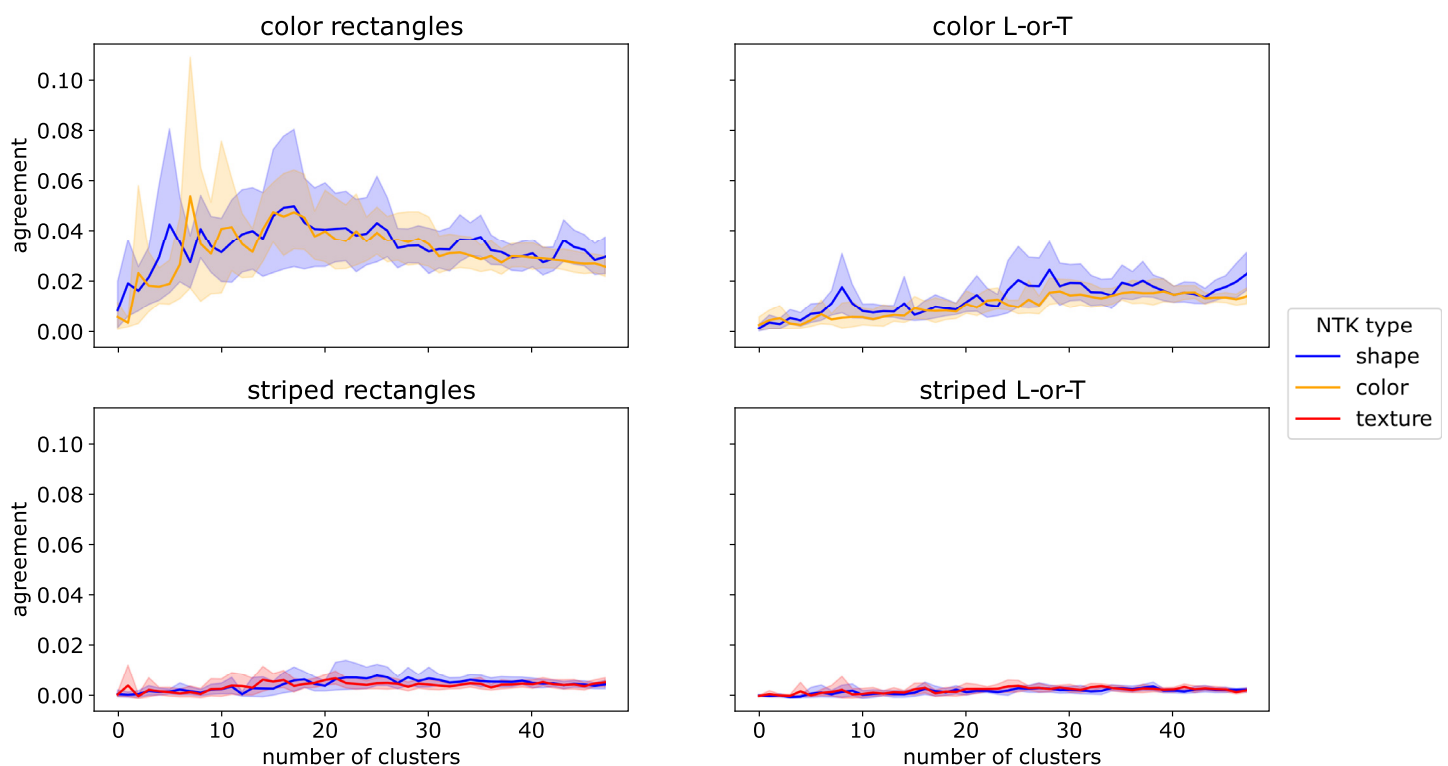 color rectangles
color L-or-T
0.10
0.08
0.06
0.04
0.02
0.00
agreement
NTK type
shape
color
texture
striped rectangles
striped L-or-T
0.10
0.08
0.06
0.04
0.02
0.00
agreement
0 10 20 30 40
0 10 20 30 40
number of clusters
number of clusters